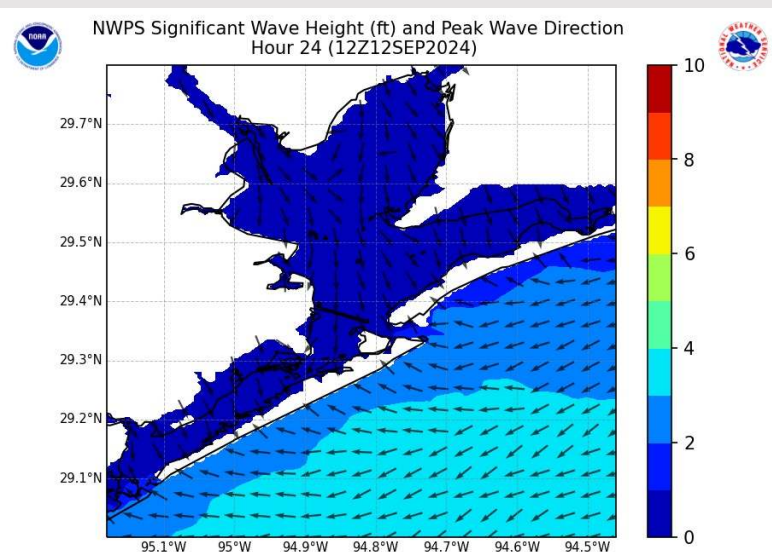 NWPS Significant Wave Height (ft) and Peak Wave Direction
Hour 24 (12Z12SEP2024)
NOAA
29.7°N
29.6°N
29.5°N
29.4°N
29.3°N
29.2°N
29.1°N
95.1°W 95°W 94.9°W 94.8°W 94.7°W 94.6°W 94.5°W
10
8
6
4
2
0